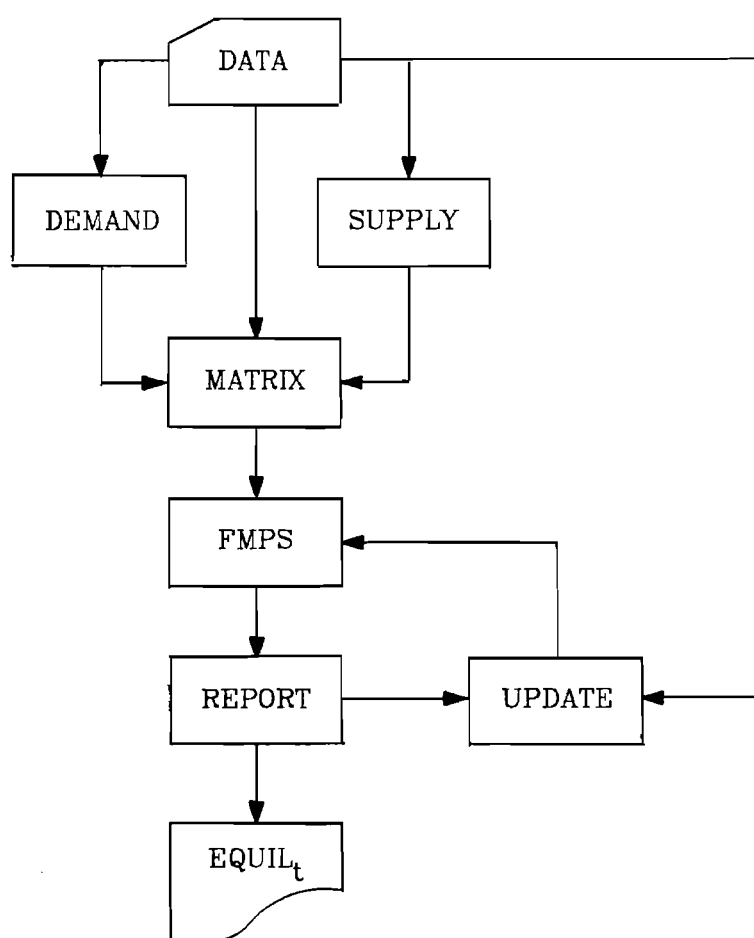 DATA
DEMAND
SUPPLY
MATRIX
FMPS
REPORT
UPDATE
EQUILt